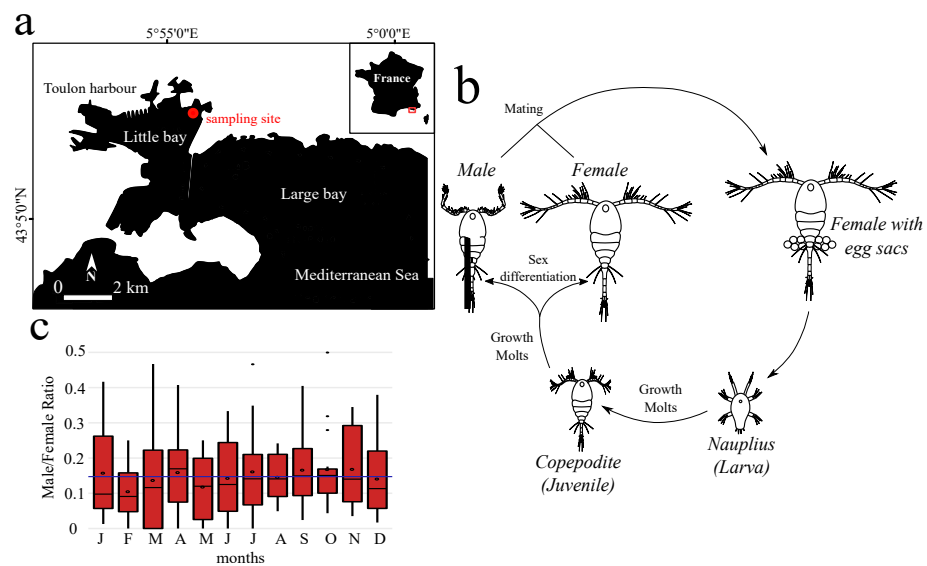 a
5°55'0"E
5°0'0"E
France
Toulon harbour
sampling site
Little bay
Large bay
43°5'0"N
Mediterranean Sea
N
0 2 km
b
Mating
Male
Female
Female with
egg sacs
Sex
differentiation
Growth
Molts
Growth
Molts
Copepodite
(Juvenile)
Nauplius
(Larva)
c
Male/Female Ratio
0.5
0.4
0.3
0.2
0.1
0
J F M A M J J A S O N D
months